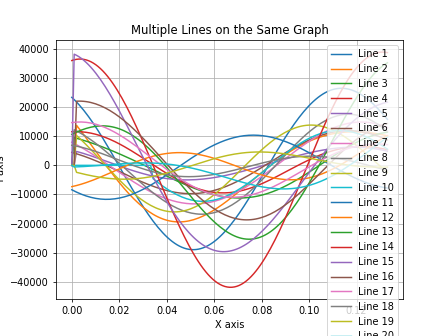 Multiple Lines on the Same Graph
40000
30000
20000
10000
0
−10000
−20000
−30000
−40000
0.00
0.02
0.04
0.06
0.08
0.10
X axis
Line 1
Line 2
Line 3
Line 4
Line 5
Line 7
Line 8
Line 9
Line 10
Line 11
Line 12
Line 13
Line 14
Line 15
Line 16
Line 17
Line 18
Line 19
Line 20